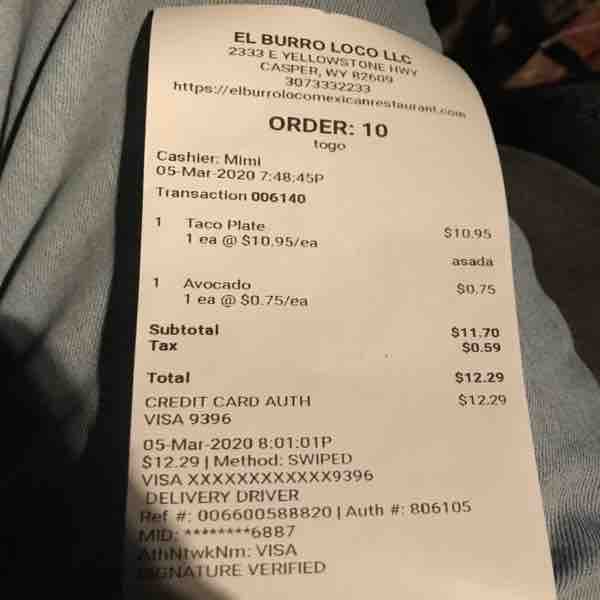 EL BURRO LOCO LLC
2333 E YELLOWSTONE HWY
CASPER, WY 82609
3073332233
https://elburrolocomexicanrestaurant.com
ORDER: 10
togo
Cashier: Mimi
05-Mar-2020 7:48:45P
Transaction 006140
1 Taco Plate $10.95
1 ea @ $10.95/ea
asada
1 Avocado $0.75
1 ea @ $0.75/ea
Subtotal $11.70
Tax $0.59
Total $12.29
CREDIT CARD AUTH $12.29
VISA 9396
05-Mar-2020 8:01:01P
$12.29 | Method: SWIPED
VISA XXXXXXXXXXXX9396
DELIVERY DRIVER
Ref #: 006600588820 | Auth #: 806105
MID: ********6887
AthNtwkNm: VISA
SIGNATURE VERIFIED